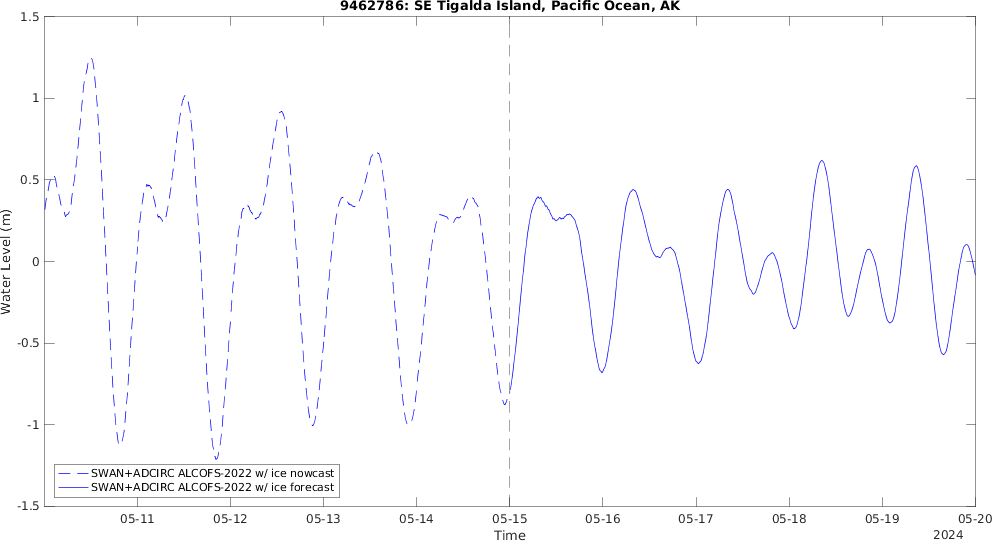 9462786: SE Tigalda Island, Pacific Ocean, AK
1.5
1
0.5
0
-0.5
-1
-1.5
Water Level (m)
SWAN+ADCIRC ALCOFS-2022 w/ ice nowcast
SWAN+ADCIRC ALCOFS-2022 w/ ice forecast
05-11 05-12 05-13 05-14 05-15 05-16 05-17 05-18 05-19 05-20
Time
2024